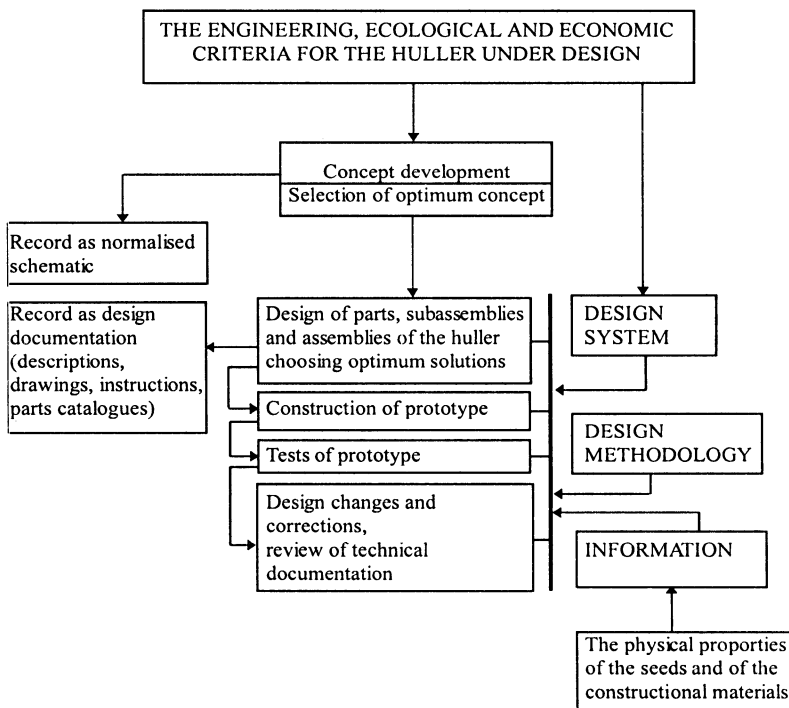 THE ENGINEERING, ECOLOGICAL AND ECONOMIC
CRITERIA FOR THE HULLER UNDER DESIGN
Concept development
Selection of optimum concept
Record as normalised
schematic
Record as design
documentation
(descriptions,
drawings, instructions,
parts catalogues)
Design of parts, subassemblies
and assemblies of the huller
choosing optimum solutions
Construction of prototype
Tests of prototype
Design changes and
corrections,
review of technical
documentation
DESIGN
SYSTEM
DESIGN
METHODOLOGY
INFORMATION
The physical proporties
of the seeds and of the
constructional materials